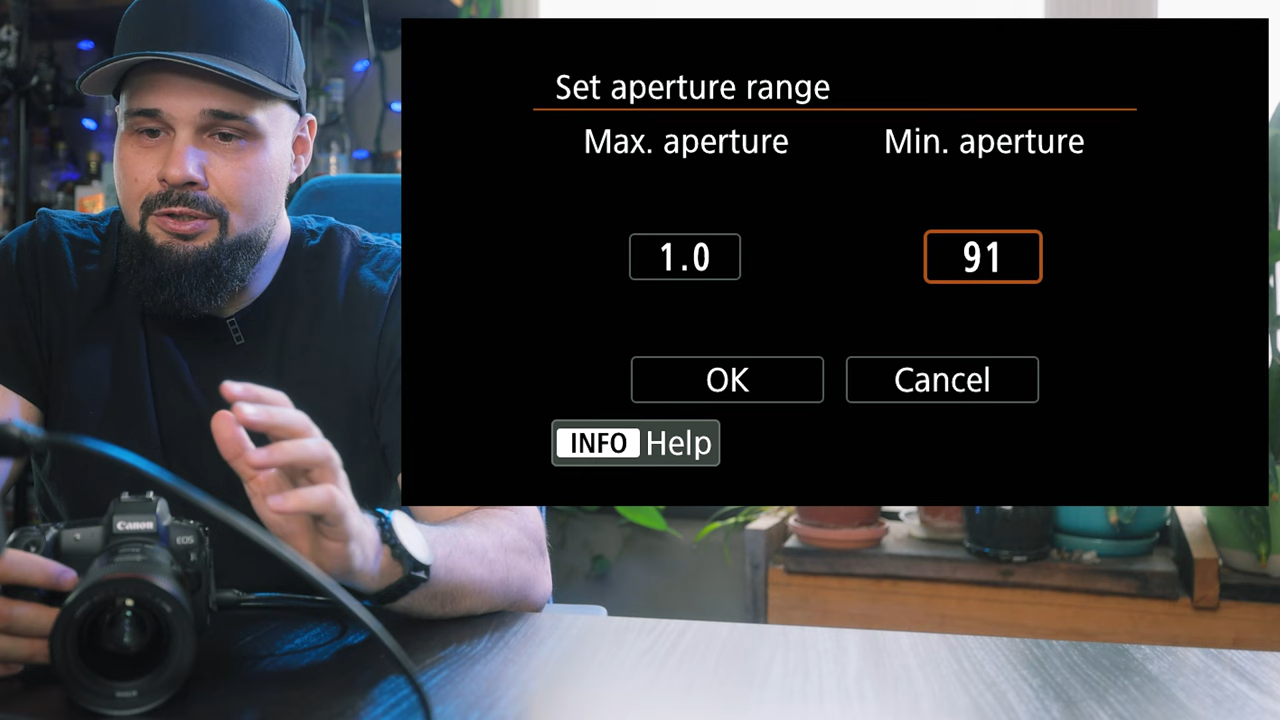 Set aperture range
Max. aperture Min. aperture
1.0 91
OK Cancel
INFO Help
Canon
EOS
R